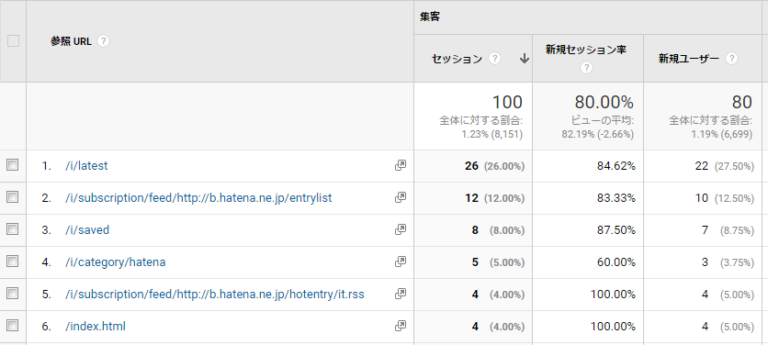 集客
参照 URL ?
セッション ? ↓ 新規セッション率 ? 新規ユーザー ?
100 80.00% 80
全体に対する割合: ビューの平均: 全体に対する割合:
1.23% (8,151) 82.19% (-2.66%) 1.19% (6,699)
1. /i/latest 26 (26.00%) 84.62% 22 (27.50%)
2. /i/subscription/feed/http://b.hatena.ne.jp/entrylist 12 (12.00%) 83.33% 10 (12.50%)
3. /i/saved 8 (8.00%) 87.50% 7 (8.75%)
4. /i/category/hatena 5 (5.00%) 60.00% 3 (3.75%)
5. /i/subscription/feed/http://b.hatena.ne.jp/hotentry/it.rss 4 (4.00%) 100.00% 4 (5.00%)
6. /index.html 4 (4.00%) 100.00% 4 (5.00%)